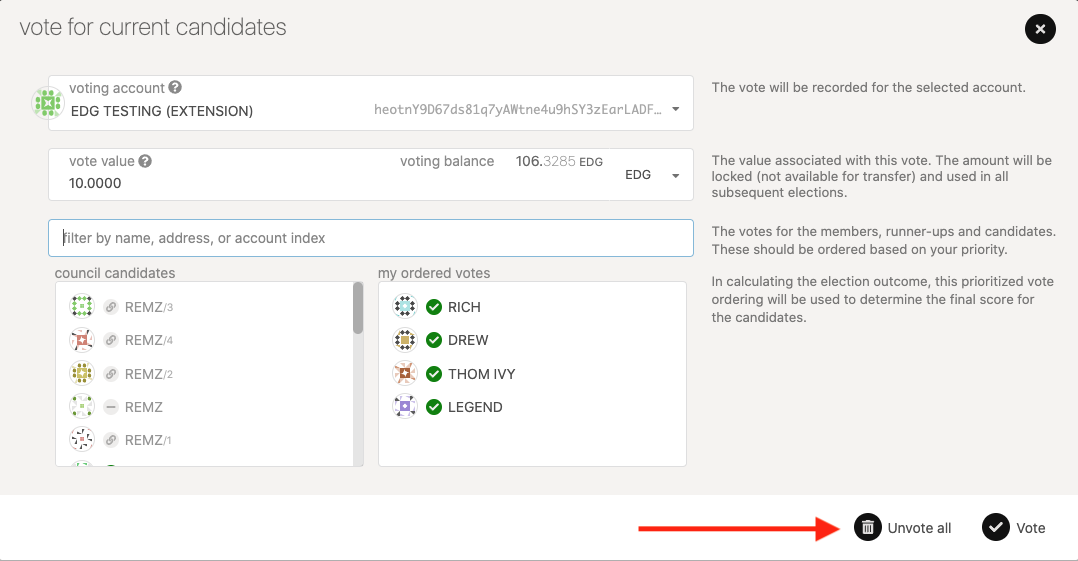 vote for current candidates
voting account
EDG TESTING (EXTENSION)
heotnY9D67ds81q7yAWtne4u9hSY3zEarLADF…
The vote will be recorded for the selected account.
vote value
10.0000
voting balance 106.3285 EDG
EDG
The value associated with this vote. The amount will be
locked (not available for transfer) and used in all
subsequent elections.
filter by name, address, or account index
The votes for the members, runner-ups and candidates.
These should be ordered based on your priority.
In calculating the election outcome, this prioritized vote
ordering will be used to determine the final score for
the candidates.
council candidates
REMZ/3
REMZ/4
REMZ/2
REMZ
REMZ/1
my ordered votes
RICH
DREW
THOM IVY
LEGEND
Unvote all
Vote